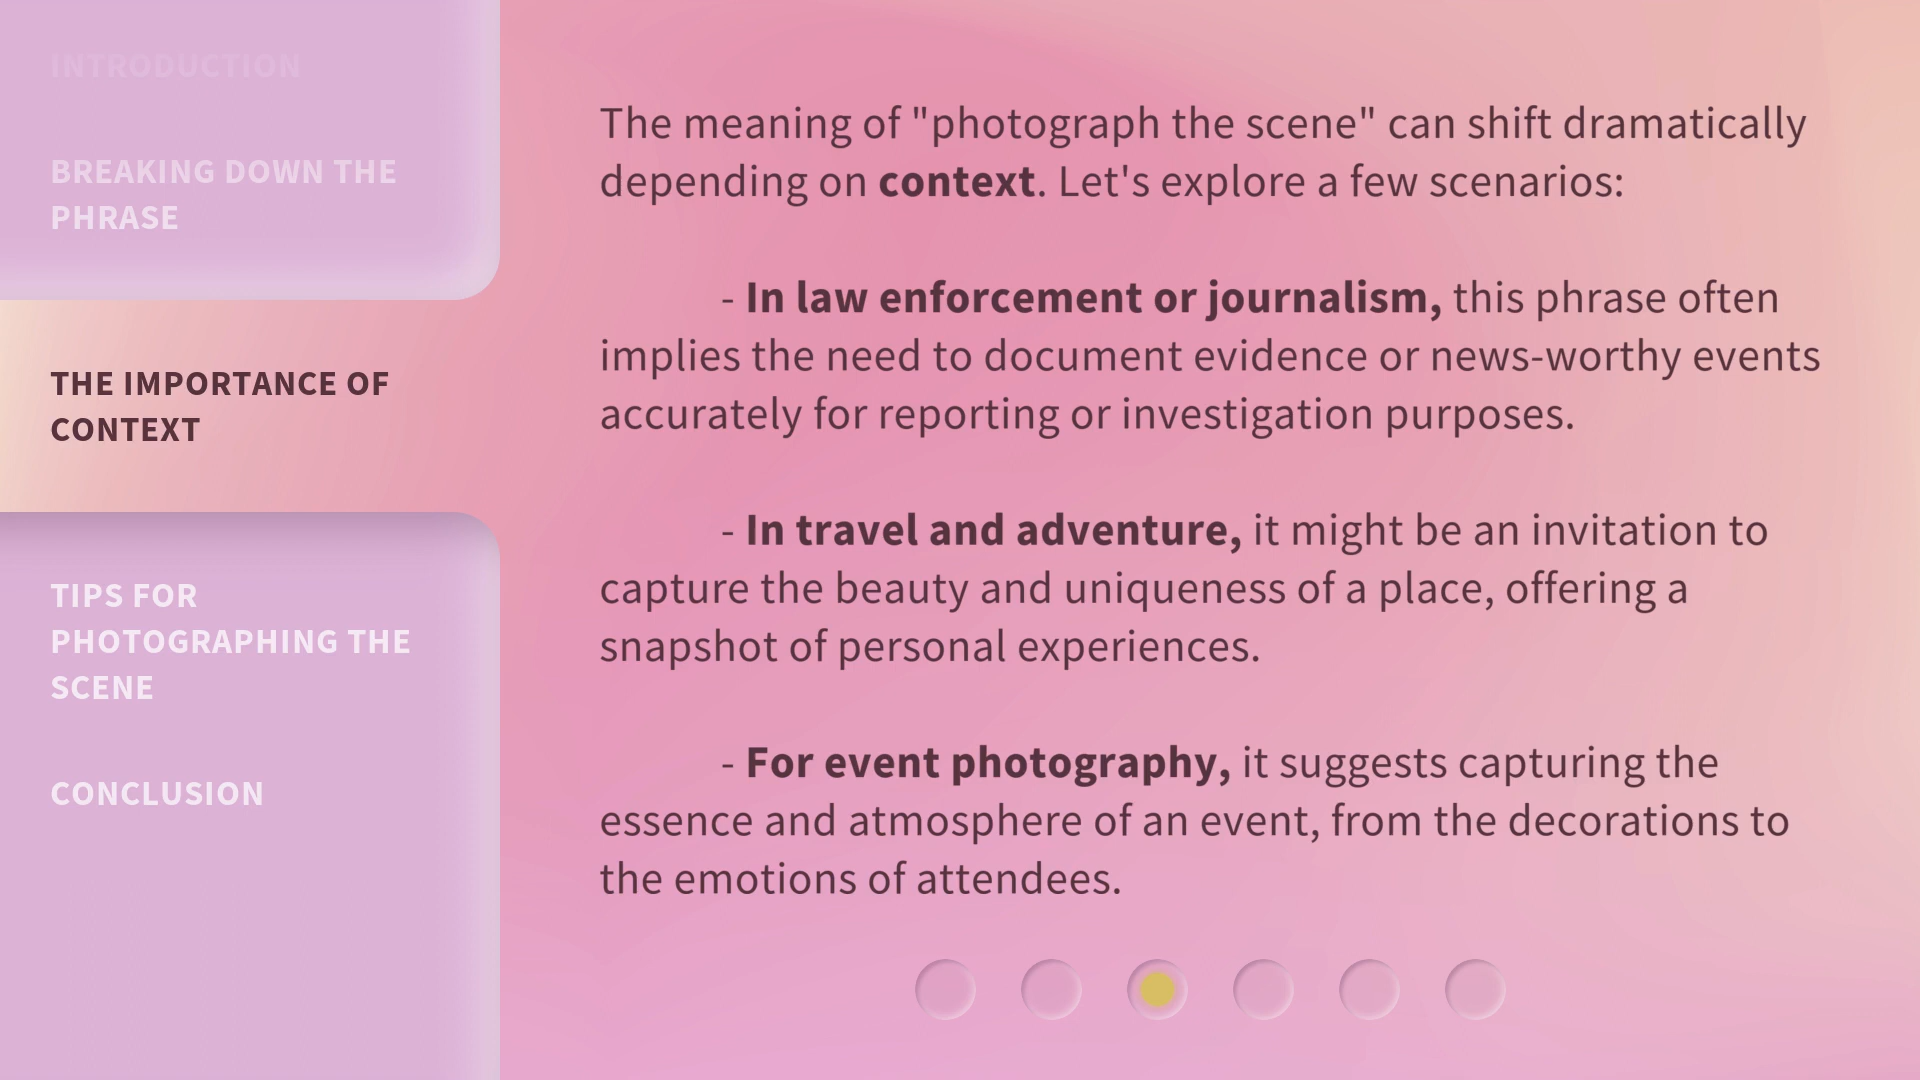 INTRODUCTION
BREAKING DOWN THE
PHRASE
THE IMPORTANCE OF
CONTEXT
TIPS FOR
PHOTOGRAPHING THE
SCENE
CONCLUSION
The meaning of "photograph the scene" can shift dramatically
depending on context. Let's explore a few scenarios:
- In law enforcement or journalism, this phrase often
implies the need to document evidence or news-worthy events
accurately for reporting or investigation purposes.
- In travel and adventure, it might be an invitation to
capture the beauty and uniqueness of a place, offering a
snapshot of personal experiences.
- For event photography, it suggests capturing the
essence and atmosphere of an event, from the decorations to
the emotions of attendees.